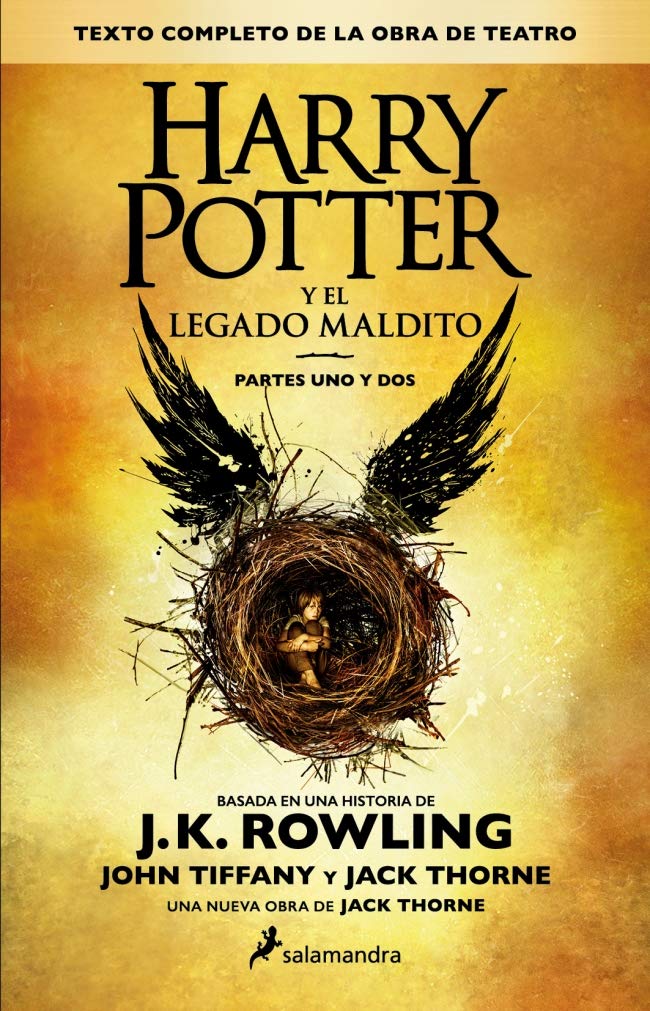 TEXTO COMPLETO DE LA OBRA DE TEATRO
HARRY
POTTER
Y EL
LEGADO MALDITO
PARTES UNO Y DOS
BASADA EN UNA HISTORIA DE
J.K. ROWLING
JOHN TIFFANY Y JACK THORNE
UNA NUEVA OBRA DE JACK THORNE
salamandra